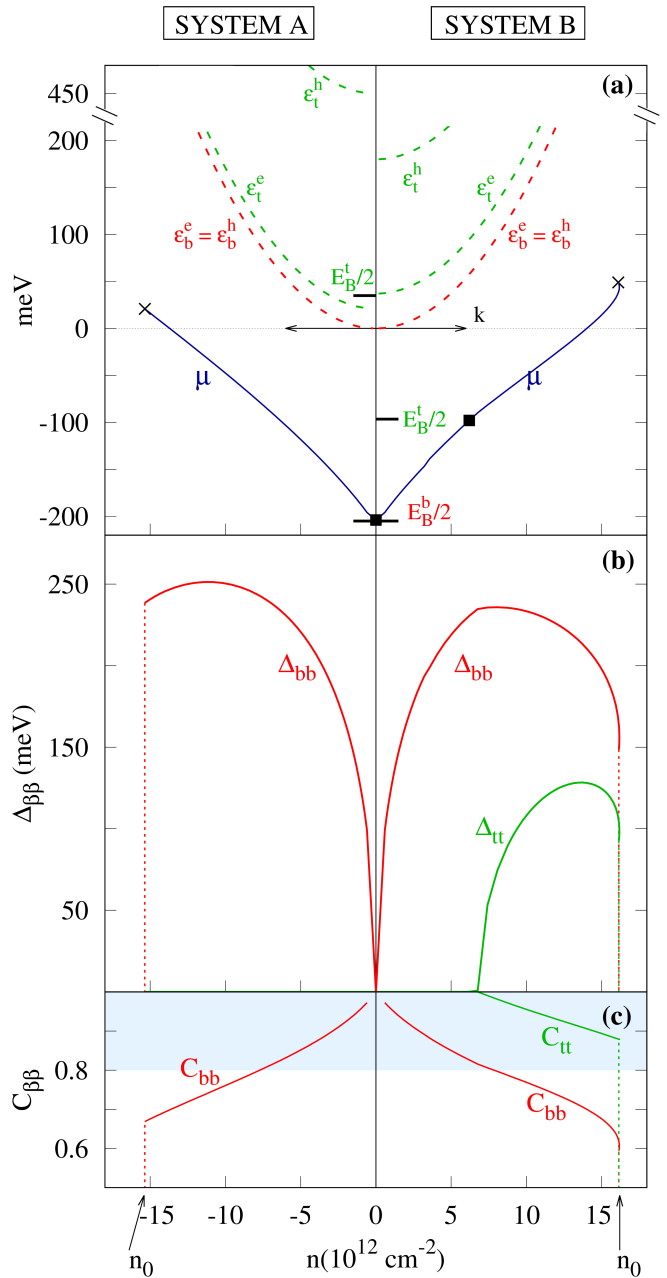 SYSTEM A SYSTEM B
(a)
450
ε_t^h
200
ε_t^h
ε_t^e ε_t^e
ε_b^e = ε_b^h ε_b^e = ε_b^h
100
E_B^t/2
meV
k
0
μ μ
-100
E_B^t/2
E_B^b/2
-200
(b)
250
Δ_bb Δ_bb
150
Δ_ββ (meV)
Δ_tt
50
(c)
C_tt
C_ββ
0.8
C_bb C_bb
0.6
-15 -10 -5 0 5 10 15
n_0 n(10^12 cm^-2) n_0